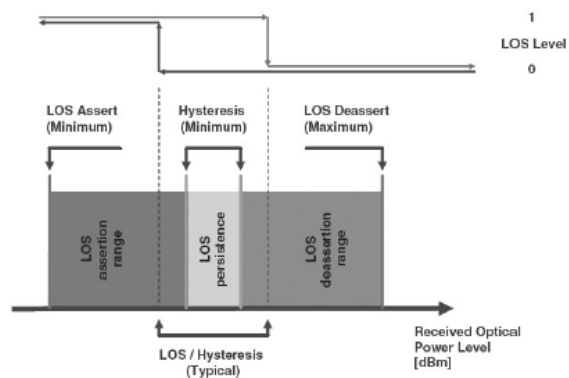 1
LOS Level
0
LOS Assert
(Minimum)
Hysteresis
(Minimum)
LOS Deassert
(Maximum)
LOS
assertion
range
LOS
persistence
LOS
deassertion
range
Received Optical
Power Level
[dBm]
LOS / Hysteresis
(Typical)